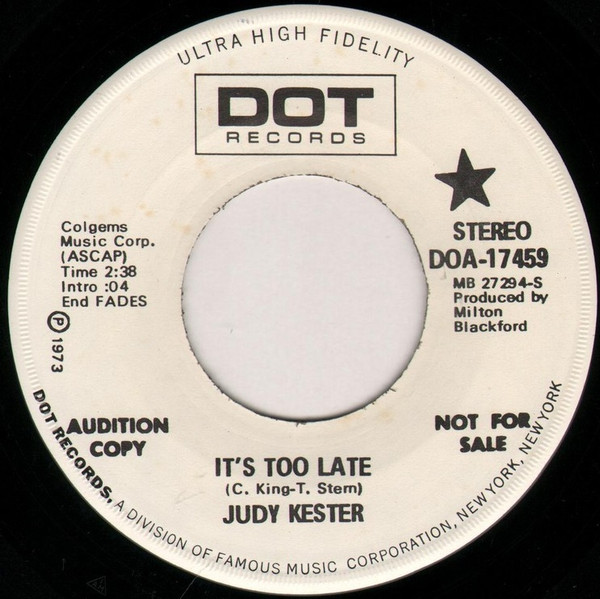 ULTRA HIGH FIDELITY
DOT
RECORDS
Colgems
Music Corp.
(ASCAP)
Time 2:38
Intro :04
End FADES
℗ 1973
STEREO
DOA-17459
MB 27294-S
Produced by
Milton
Blackford
AUDITION
COPY
NOT FOR
SALE
IT'S TOO LATE
(C. King-T. Stern)
JUDY KESTER
DOT RECORDS, A DIVISION OF FAMOUS MUSIC CORPORATION, NEW YORK, NEW YORK